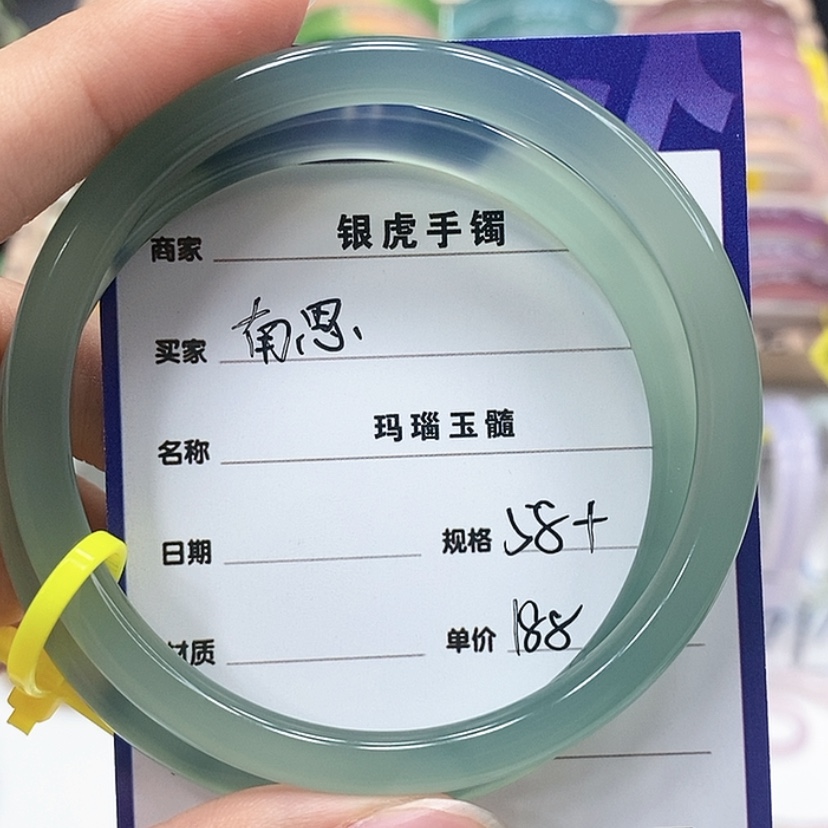 商家 银虎手镯
买家 南恩
名称 玛瑙玉髓
日期 规格 58+
材质 单价 188